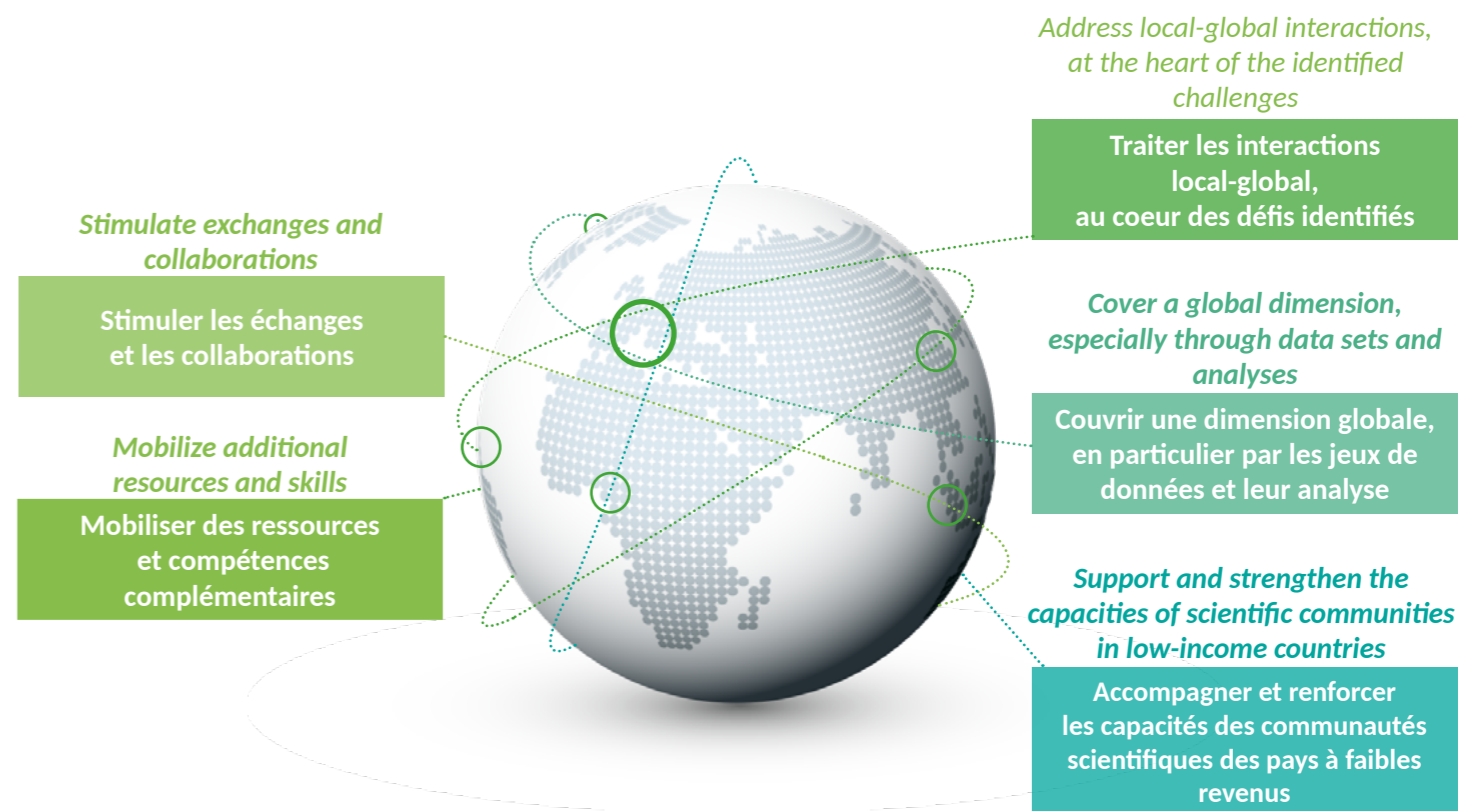 Stimulate exchanges and
collaborations
Stimuler les échanges
et les collaborations
Mobilize additional
resources and skills
Mobiliser des ressources
et compétences
complémentaires
Address local-global interactions,
at the heart of the identified
challenges
Traiter les interactions
local-global,
au coeur des défis identifiés
Cover a global dimension,
especially through data sets and
analyses
Couvrir une dimension globale,
en particulier par les jeux de
données et leur analyse
Support and strengthen the
capacities of scientific communities
in low-income countries
Accompagner et renforcer
les capacités des communautés
scientifiques des pays à faibles
revenus